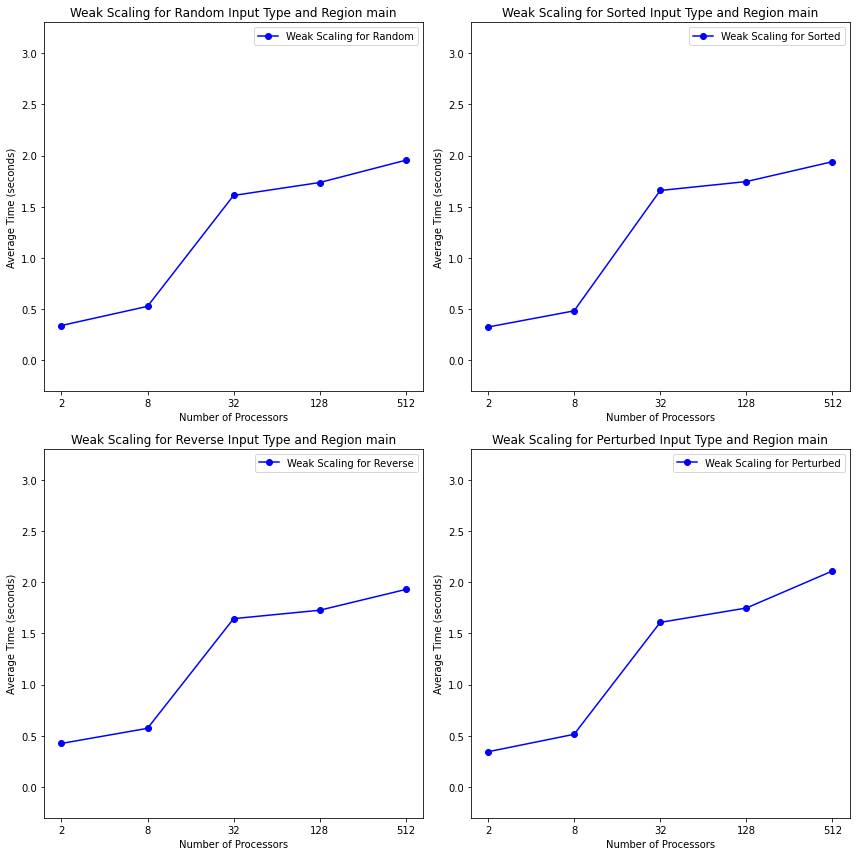 Weak Scaling for Random Input Type and Region main
Weak Scaling for Random
3.0
2.5
2.0
1.5
1.0
0.5
0.0
Average Time (seconds)
2 8 32 128 512
Number of Processors
Weak Scaling for Sorted Input Type and Region main
Weak Scaling for Sorted
3.0
2.5
2.0
1.5
1.0
0.5
0.0
Average Time (seconds)
2 8 32 128 512
Number of Processors
Weak Scaling for Reverse Input Type and Region main
Weak Scaling for Reverse
3.0
2.5
2.0
1.5
1.0
0.5
0.0
Average Time (seconds)
2 8 32 128 512
Number of Processors
Weak Scaling for Perturbed Input Type and Region main
Weak Scaling for Perturbed
3.0
2.5
2.0
1.5
1.0
0.5
0.0
Average Time (seconds)
2 8 32 128 512
Number of Processors